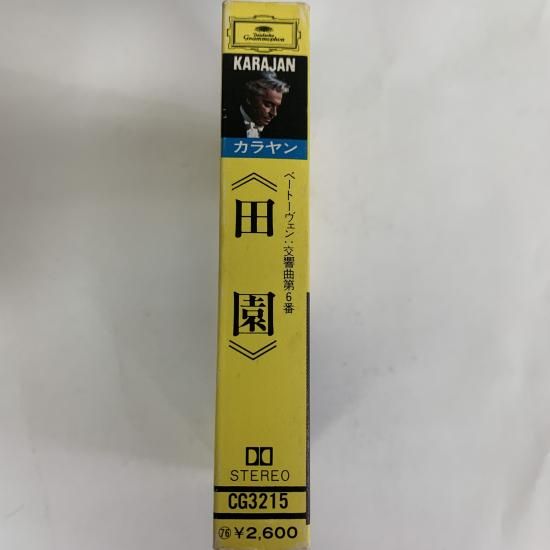 Deutsche
Grammophon
KARAJAN
カラヤン
ベートーヴェン:交響曲第6番
《田園》
STEREO
CG3215
㊆ ¥2,600